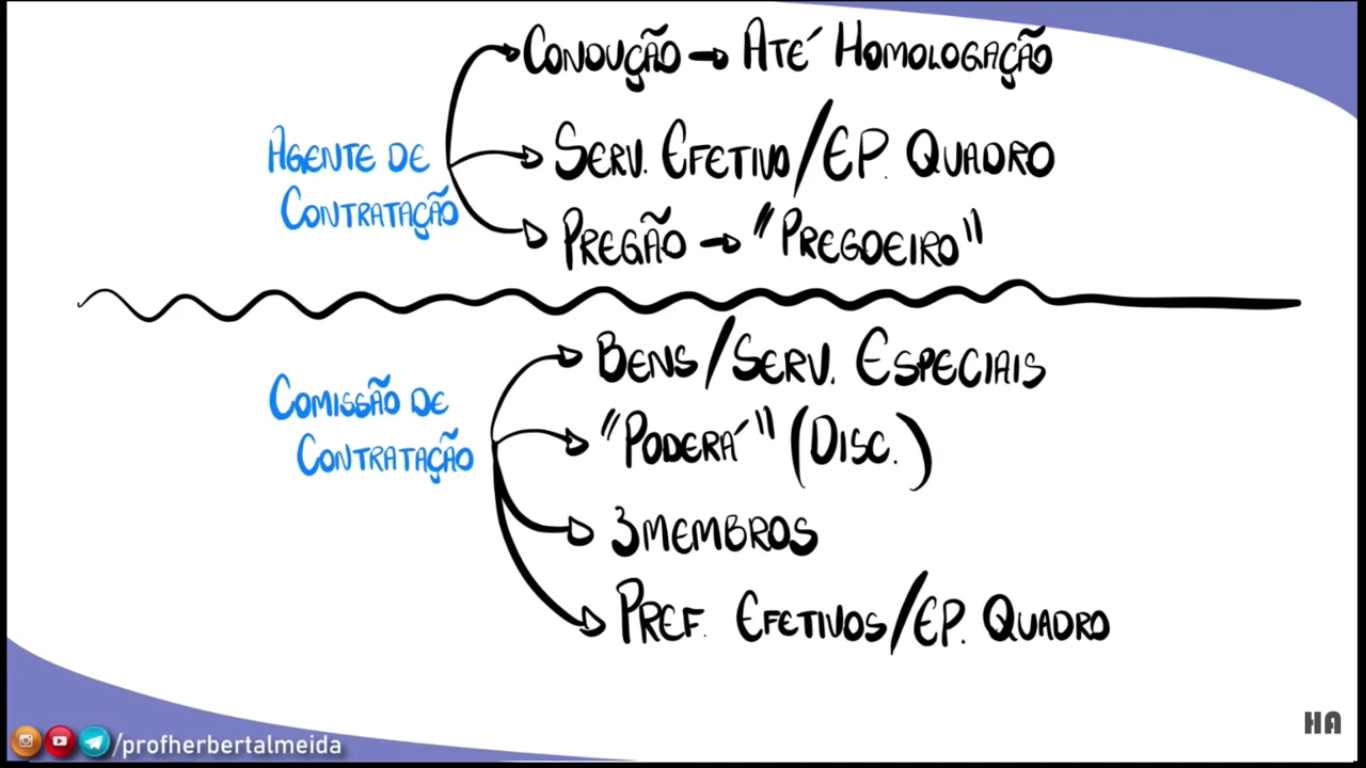 CONDUÇÃO → ATÉ HOMOLOGAÇÃO
AGENTE DE
CONTRATAÇÃO
SERV. EFETIVO/EP. QUADRO
PREGÃO → "PREGOEIRO"
COMISSÃO DE
CONTRATAÇÃO
BENS/SERV. ESPECIAIS
"PODERÁ" (DISC.)
3 MEMBROS
PREF. EFETIVOS/EP. QUADRO
/profherbertalmeida
HA